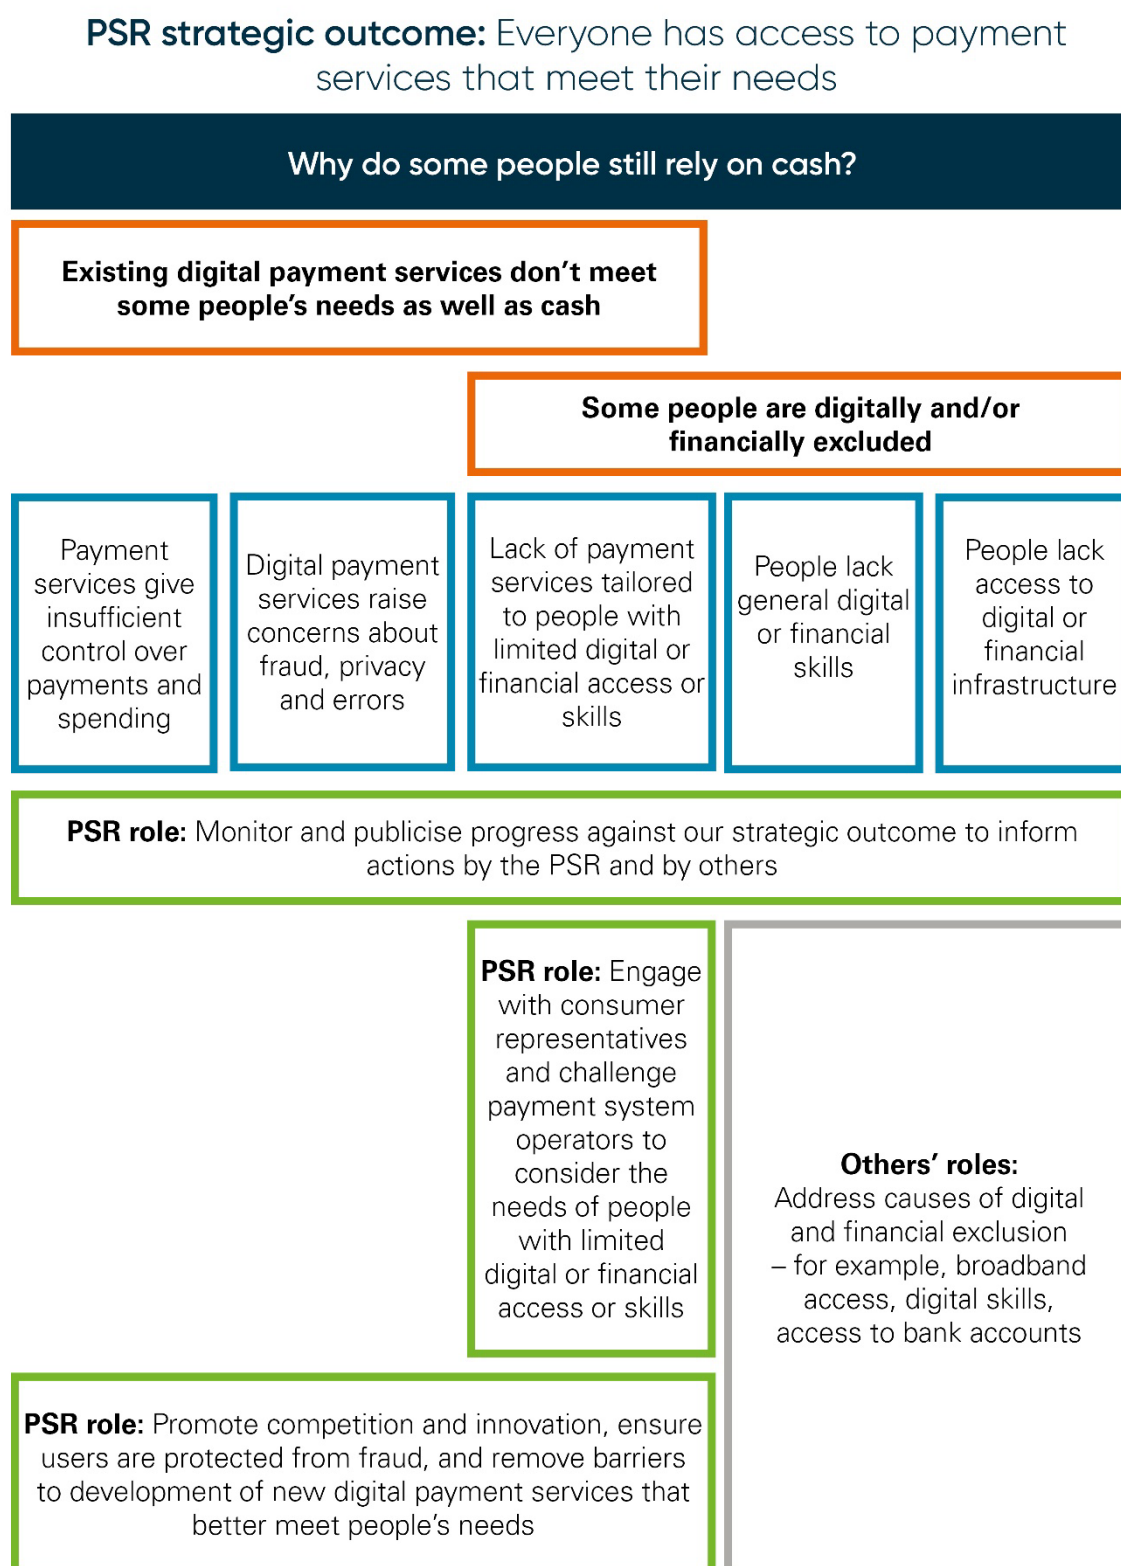 PSR strategic outcome: Everyone has access to payment
services that meet their needs
Why do some people still rely on cash?
Existing digital payment services don’t meet
some people’s needs as well as cash
Some people are digitally and/or
financially excluded
Payment
services give
insufficient
control over
payments and
spending
Digital payment
services raise
concerns about
fraud, privacy
and errors
Lack of payment
services tailored
to people with
limited digital or
financial access or
skills
People lack
general digital
or financial
skills
People lack
access to
digital or
financial
infrastructure
PSR role: Monitor and publicise progress against our strategic outcome to inform
actions by the PSR and by others
PSR role: Engage
with consumer
representatives
and challenge
payment system
operators to
consider the
needs of people
with limited
digital or financial
access or skills
Others’ roles:
Address causes of digital
and financial exclusion
– for example, broadband
access, digital skills,
access to bank accounts
PSR role: Promote competition and innovation, ensure
users are protected from fraud, and remove barriers
to development of new digital payment services that
better meet people’s needs